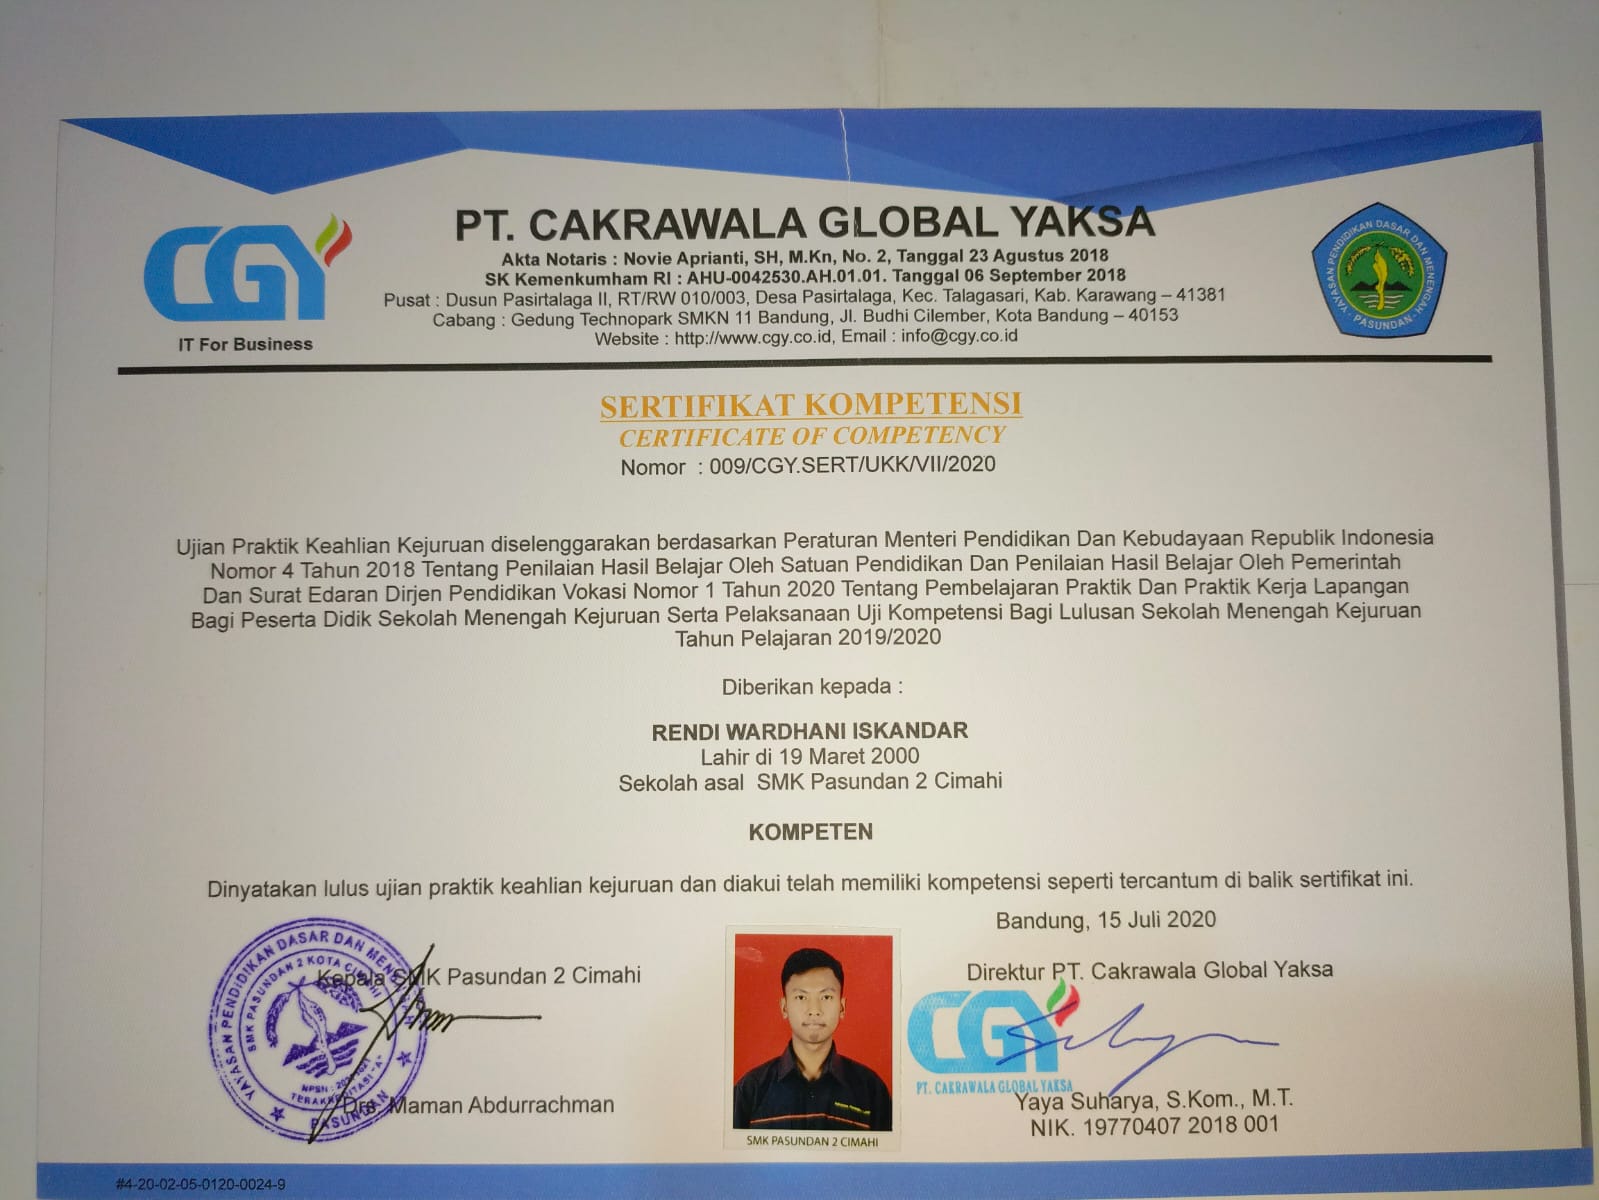 CGY
IT For Business
PT. CAKRAWALA GLOBAL YAKSA
Akta Notaris : Novie Aprianti, SH, M.Kn, No. 2, Tanggal 23 Agustus 2018
SK Kemenkumham RI : AHU-0042530.AH.01.01. Tanggal 06 September 2018
Pusat : Dusun Pasirtalaga II, RT/RW 010/003, Desa Pasirtalaga, Kec. Talagasari, Kab. Karawang – 41381
Cabang : Gedung Technopark SMKN 11 Bandung, Jl. Budhi Cilember, Kota Bandung – 40153
Website : http://www.cgy.co.id, Email : info@cgy.co.id
YAYASAN PENDIDIKAN DASAR DAN MENENGAH
PASUNDAN
SERTIFIKAT KOMPETENSI
CERTIFICATE OF COMPETENCY
Nomor : 009/CGY.SERT/UKK/VII/2020
Ujian Praktik Keahlian Kejuruan diselenggarakan berdasarkan Peraturan Menteri Pendidikan Dan Kebudayaan Republik Indonesia
Nomor 4 Tahun 2018 Tentang Penilaian Hasil Belajar Oleh Satuan Pendidikan Dan Penilaian Hasil Belajar Oleh Pemerintah
Dan Surat Edaran Dirjen Pendidikan Vokasi Nomor 1 Tahun 2020 Tentang Pembelajaran Praktik Dan Praktik Kerja Lapangan
Bagi Peserta Didik Sekolah Menengah Kejuruan Serta Pelaksanaan Uji Kompetensi Bagi Lulusan Sekolah Menengah Kejuruan
Tahun Pelajaran 2019/2020
Diberikan kepada :
RENDI WARDHANI ISKANDAR
Lahir di 19 Maret 2000
Sekolah asal SMK Pasundan 2 Cimahi
KOMPETEN
Dinyatakan lulus ujian praktik keahlian kejuruan dan diakui telah memiliki kompetensi seperti tercantum di balik sertifikat ini.
Bandung, 15 Juli 2020
Kepala SMK Pasundan 2 Cimahi
Direktur PT. Cakrawala Global Yaksa
YAYASAN PENDIDIKAN DASAR DAN
SMK PASUNDAN 2 KOTA
NPSN :
TERAKREDITASI "A"
PASUNDAN
CGY
PT. CAKRAWALA GLOBAL YAKSA
Drs. Maman Abdurrachman
Yaya Suharya, S.Kom., M.T.
NIK. 19770407 2018 001
SMK PASUNDAN 2 CIMAHI
#4-20-02-05-0120-0024-9